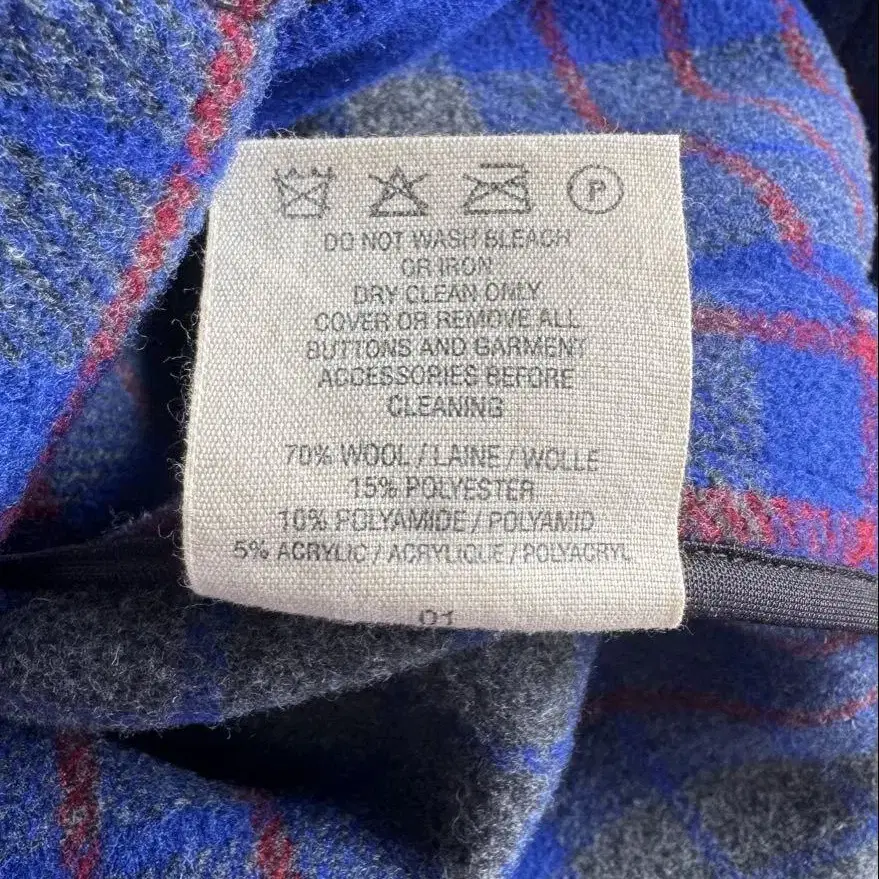 P
DO NOT WASH BLEACH
OR IRON
DRY CLEAN ONLY
COVER OR REMOVE ALL
BUTTONS AND GARMENT
ACCESSORIES BEFORE
CLEANING
70% WOOL / LAINE / WOLLE
15% POLYESTER
10% POLYAMIDE / POLYAMID
5% ACRYLIC / ACRYLIQUE / POLYACRYL
01